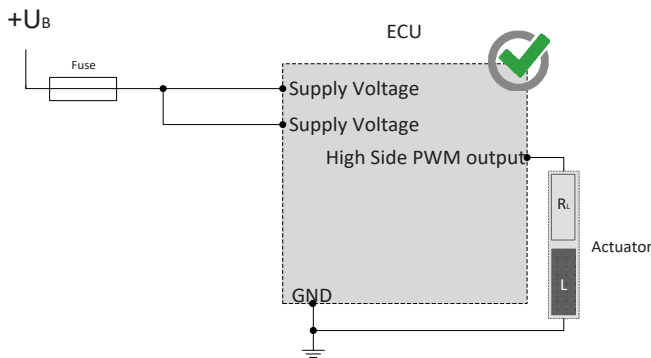 +UB
ECU
Fuse
Supply Voltage
Supply Voltage
High Side PWM output
RL
Actuator
L
GND